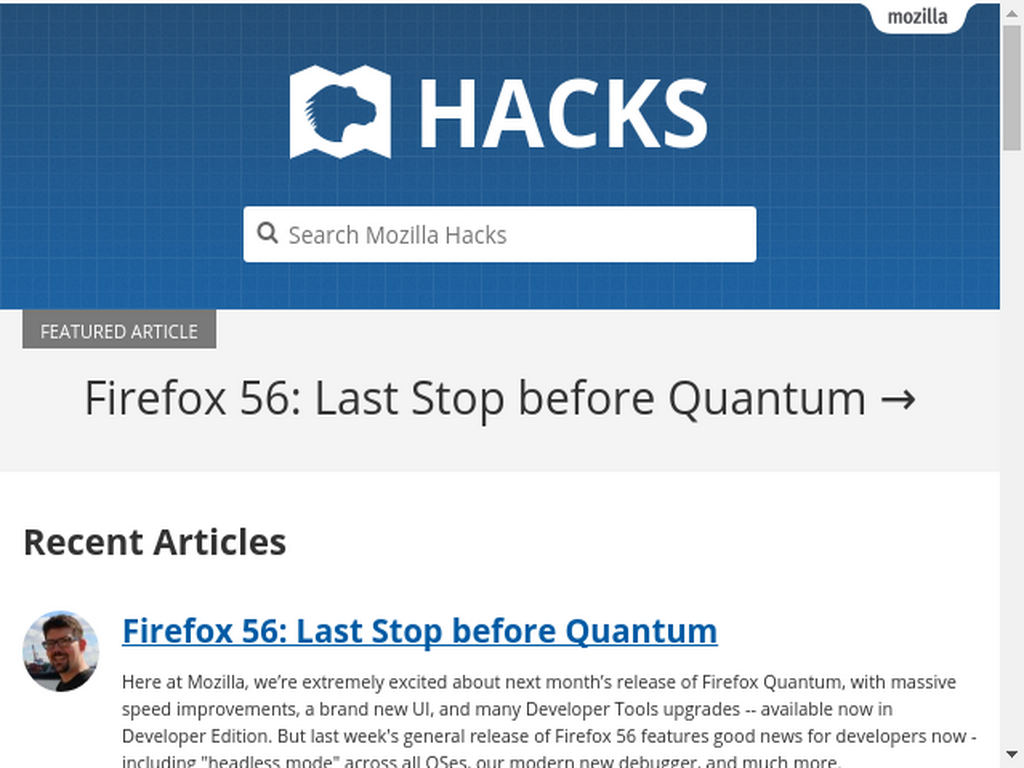 mozilla
HACKS
Search Mozilla Hacks
FEATURED ARTICLE
Firefox 56: Last Stop before Quantum →
Recent Articles
Firefox 56: Last Stop before Quantum
Here at Mozilla, we’re extremely excited about next month’s release of Firefox Quantum, with massive
speed improvements, a brand new UI, and many Developer Tools upgrades -- available now in
Developer Edition. But last week's general release of Firefox 56 features good news for developers now -
including "headless mode" across all OSes, our modern new debugger, and much more.